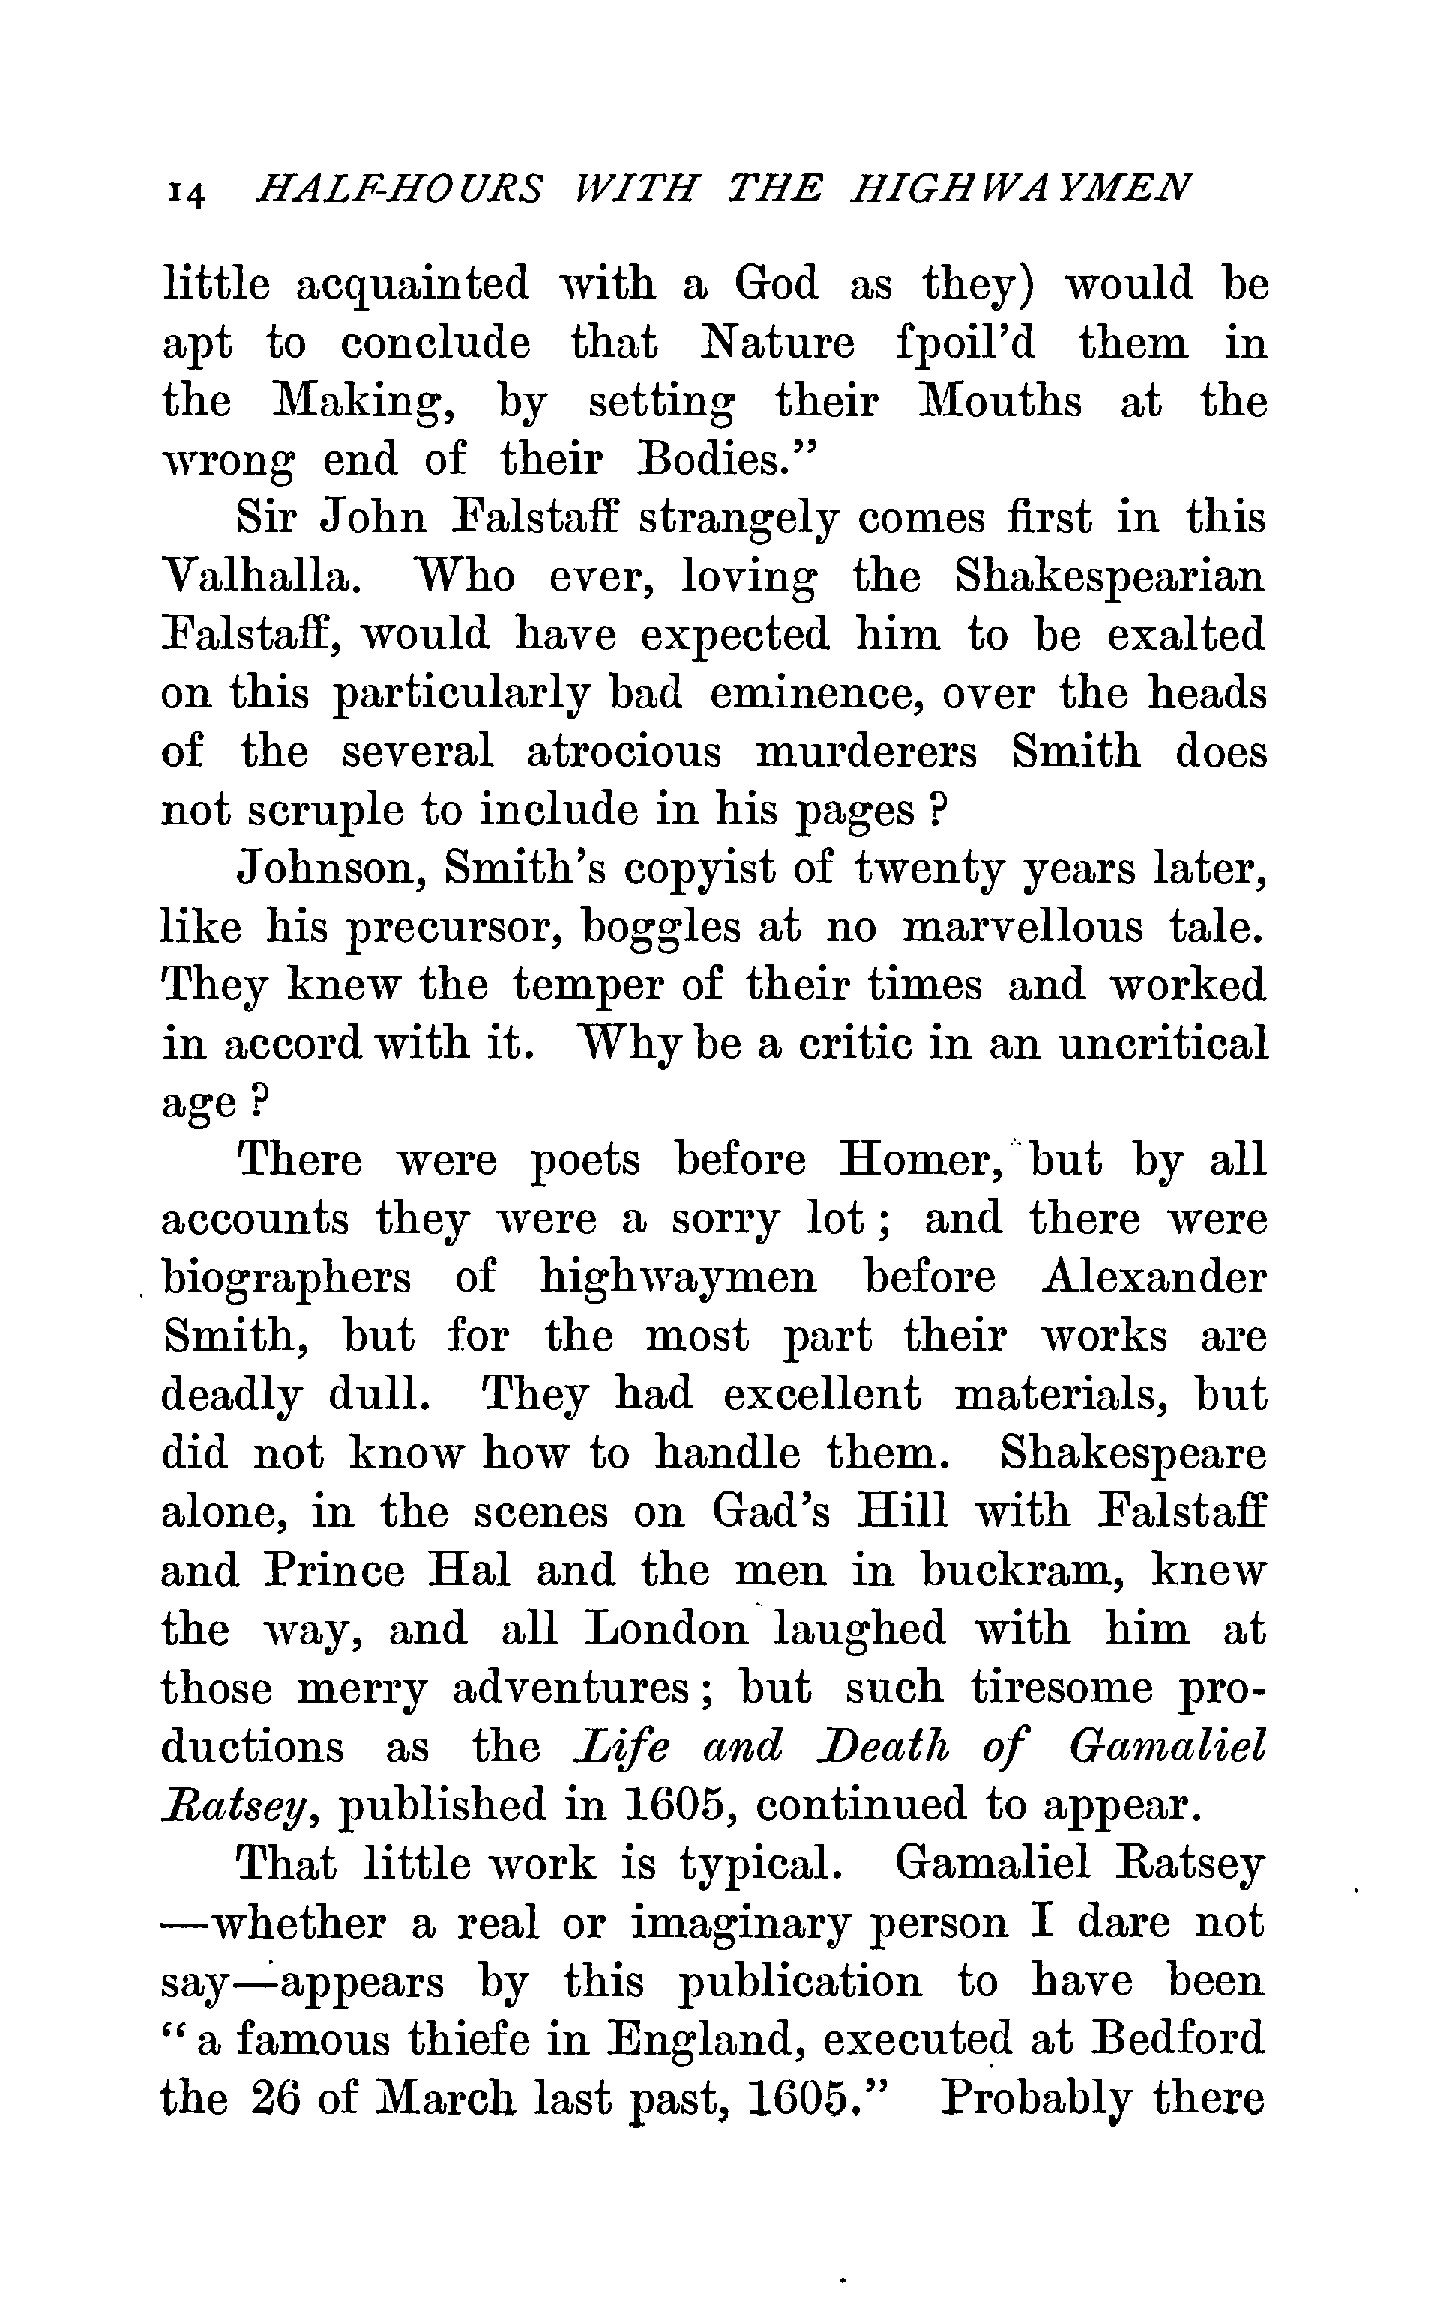 14 HALF-HOURS WITH THE HIGHWAYMEN
little acquainted with a God as they) would be
apt to conclude that Nature fpoil'd them in
the Making, by setting their Mouths at the
wrong end of their Bodies."
Sir John Falstaff strangely comes first in this
Valhalla. Who ever, loving the Shakespearian
Falstaff, would have expected him to be exalted
on this particularly bad eminence, over the heads
of the several atrocious murderers Smith does
not scruple to include in his pages ?
Johnson, Smith's copyist of twenty years later,
like his precursor, boggles at no marvellous tale.
They knew the temper of their times and worked
in accord with it. Why be a critic in an uncritical
age ?
There were poets before Homer, but by all
accounts they were a sorry lot ; and there were
biographers of highwaymen before Alexander
Smith, but for the most part their works are
deadly dull. They had excellent materials, but
did not know how to handle them. Shakespeare
alone, in the scenes on Gad's Hill with Falstaff
and Prince Hal and the men in buckram, knew
the way, and all London laughed with him at
those merry adventures ; but such tiresome pro-
ductions as the Life and Death of Gamaliel
Ratsey, published in 1605, continued to appear.
That little work is typical. Gamaliel Ratsey
—whether a real or imaginary person I dare not
say—appears by this publication to have been
" a famous thiefe in England, executed at Bedford
the 26 of March last past, 1605." Probably there